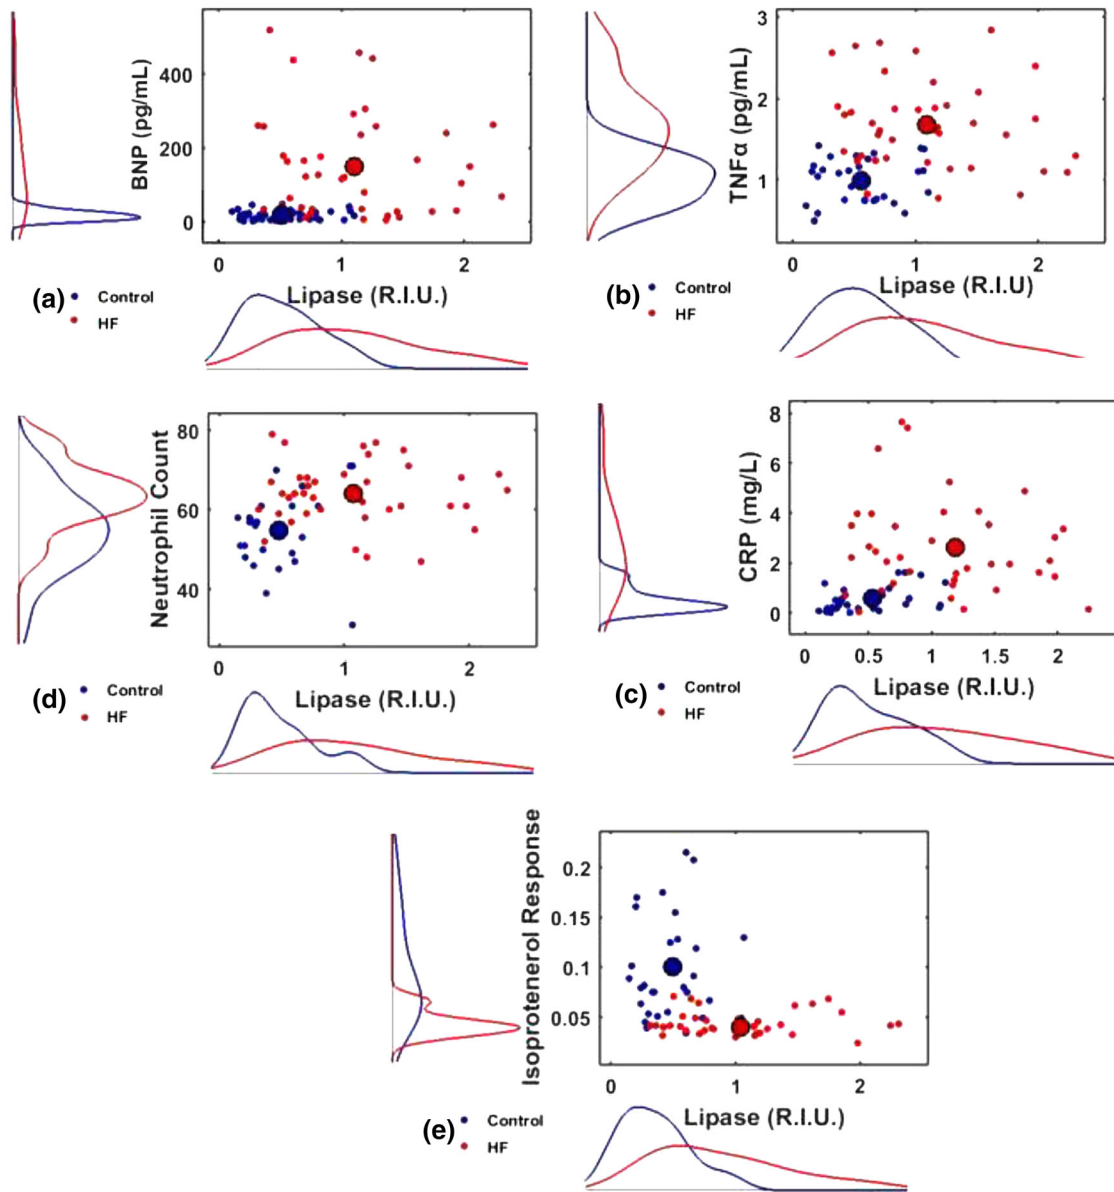 BNP (pg/mL)
400
200
0
0
1
2
Lipase (R.I.U.)
(a)
Control
HF
TNFα (pg/mL)
3
2
1
0
1
2
Lipase (R.I.U)
(b)
Control
HF
Neutrophil Count
80
60
40
0
1
2
Lipase (R.I.U.)
(d)
Control
HF
CRP (mg/L)
8
6
4
2
0
0
0.5
1
1.5
2
Lipase (R.I.U.)
(c)
Control
HF
Isoprotenerol Response
0.2
0.15
0.1
0.05
0
1
2
Lipase (R.I.U.)
(e)
Control
HF